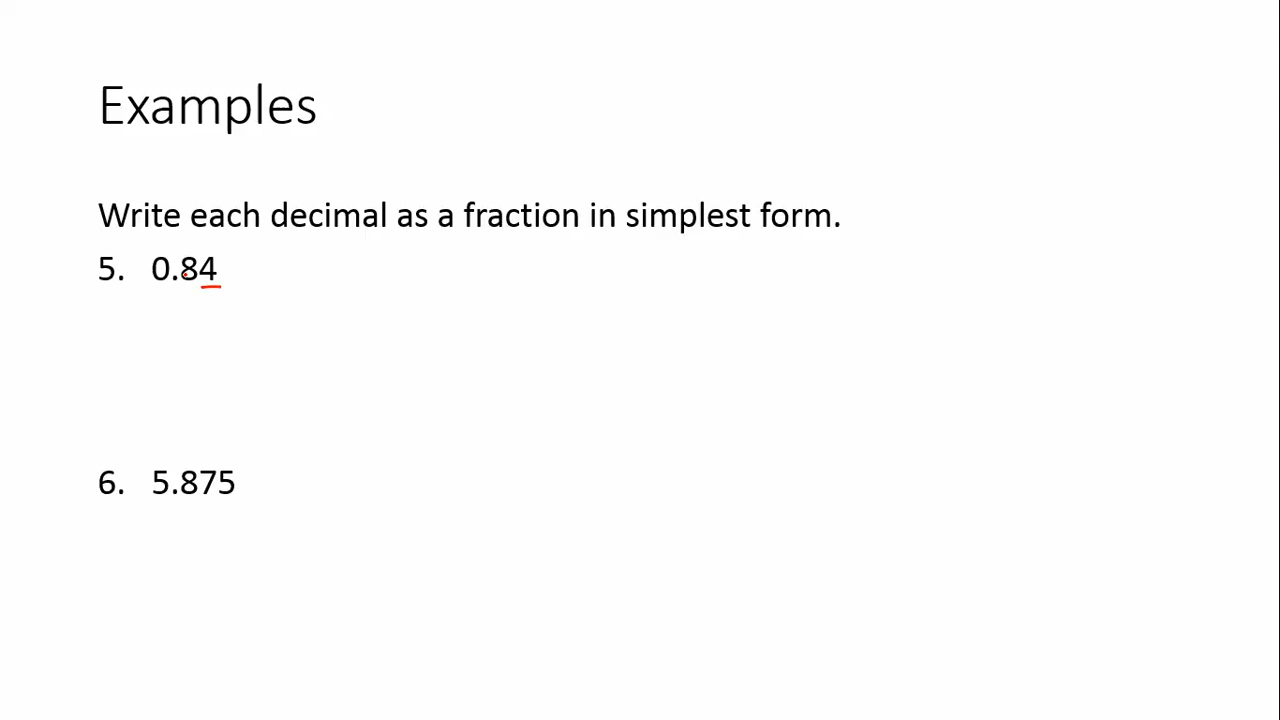 Examples
Write each decimal as a fraction in simplest form.
5. 0.84
6. 5.875